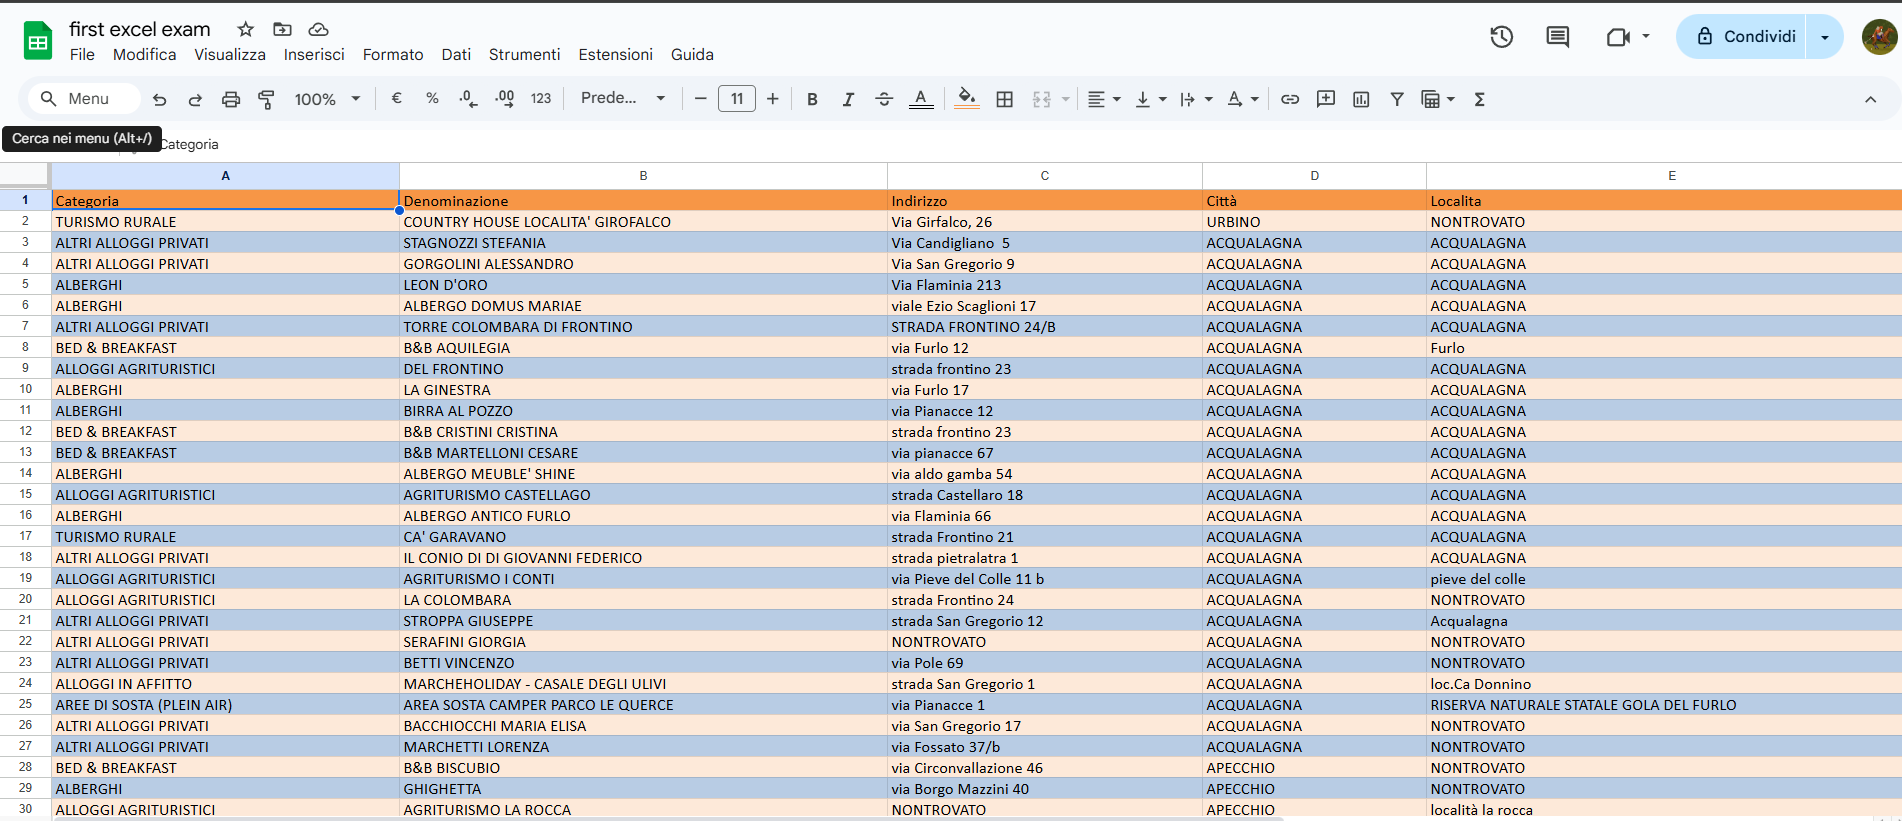 first excel exam
File Modifica Visualizza Inserisci Formato Dati Strumenti Estensioni Guida
Condividi
Menu 100% € % .0 .00 123 Prede... 11 B I A A Σ
Cerca nei menu (Alt+/) Categoria
A B C D E
1 Categoria Denominazione Indirizzo Città Localita
2 TURISMO RURALE COUNTRY HOUSE LOCALITA' GIROFALCO Via Girfalco, 26 URBINO NONTROVATO
3 ALTRI ALLOGGI PRIVATI STAGNOZZI STEFANIA Via Candigliano  5 ACQUALAGNA ACQUALAGNA
4 ALTRI ALLOGGI PRIVATI GORGOLINI ALESSANDRO Via San Gregorio 9 ACQUALAGNA ACQUALAGNA
5 ALBERGHI LEON D'ORO Via Flaminia 213 ACQUALAGNA ACQUALAGNA
6 ALBERGHI ALBERGO DOMUS MARIAE viale Ezio Scaglioni 17 ACQUALAGNA ACQUALAGNA
7 ALTRI ALLOGGI PRIVATI TORRE COLOMBARA DI FRONTINO STRADA FRONTINO 24/B ACQUALAGNA ACQUALAGNA
8 BED & BREAKFAST B&B AQUILEGIA via Furlo 12 ACQUALAGNA Furlo
9 ALLOGGI AGRITURISTICI DEL FRONTINO strada frontino 23 ACQUALAGNA ACQUALAGNA
10 ALBERGHI LA GINESTRA via Furlo 17 ACQUALAGNA ACQUALAGNA
11 ALBERGHI BIRRA AL POZZO via Pianacce 12 ACQUALAGNA ACQUALAGNA
12 BED & BREAKFAST B&B CRISTINI CRISTINA strada frontino 23 ACQUALAGNA ACQUALAGNA
13 BED & BREAKFAST B&B MARTELLONI CESARE via pianacce 67 ACQUALAGNA ACQUALAGNA
14 ALBERGHI ALBERGO MEUBLE' SHINE via aldo gamba 54 ACQUALAGNA ACQUALAGNA
15 ALLOGGI AGRITURISTICI AGRITURISMO CASTELLAGO strada Castellaro 18 ACQUALAGNA ACQUALAGNA
16 ALBERGHI ALBERGO ANTICO FURLO via Flaminia 66 ACQUALAGNA ACQUALAGNA
17 TURISMO RURALE CA' GARAVANO strada Frontino 21 ACQUALAGNA ACQUALAGNA
18 ALTRI ALLOGGI PRIVATI IL CONIO DI DI GIOVANNI FEDERICO strada pietralatra 1 ACQUALAGNA ACQUALAGNA
19 ALLOGGI AGRITURISTICI AGRITURISMO I CONTI via Pieve del Colle 11 b ACQUALAGNA pieve del colle
20 ALLOGGI AGRITURISTICI LA COLOMBARA strada Frontino 24 ACQUALAGNA NONTROVATO
21 ALTRI ALLOGGI PRIVATI STROPPA GIUSEPPE strada San Gregorio 12 ACQUALAGNA Acqualagna
22 ALTRI ALLOGGI PRIVATI SERAFINI GIORGIA NONTROVATO ACQUALAGNA NONTROVATO
23 ALTRI ALLOGGI PRIVATI BETTI VINCENZO via Pole 69 ACQUALAGNA NONTROVATO
24 ALLOGGI IN AFFITTO MARCHEHOLIDAY - CASALE DEGLI ULIVI strada San Gregorio 1 ACQUALAGNA loc.Ca Donnino
25 AREE DI SOSTA (PLEIN AIR) AREA SOSTA CAMPER PARCO LE QUERCE via Pianacce 1 ACQUALAGNA RISERVA NATURALE STATALE GOLA DEL FURLO
26 ALTRI ALLOGGI PRIVATI BACCHIOCCHI MARIA ELISA via San Gregorio 17 ACQUALAGNA NONTROVATO
27 ALTRI ALLOGGI PRIVATI MARCHETTI LORENZA via Fossato 37/b ACQUALAGNA NONTROVATO
28 BED & BREAKFAST B&B BISCUBIO via Circonvallazione 46 APECCHIO NONTROVATO
29 ALBERGHI GHIGHETTA via Borgo Mazzini 40 APECCHIO NONTROVATO
30 ALLOGGI AGRITURISTICI AGRITURISMO LA ROCCA NONTROVATO APECCHIO località la rocca